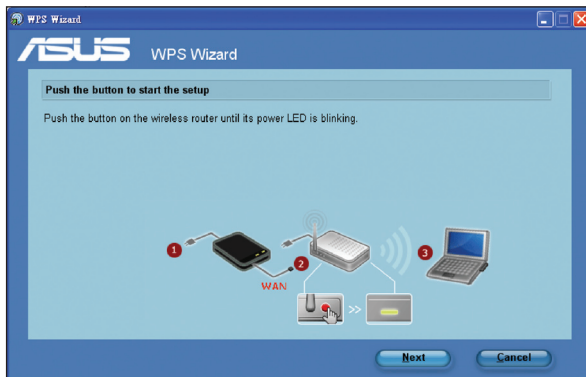 WPS Wizard
ASUS WPS Wizard
Push the button to start the setup
Push the button on the wireless router until its power LED is blinking.
1
2
3
WAN
>>
Next Cancel